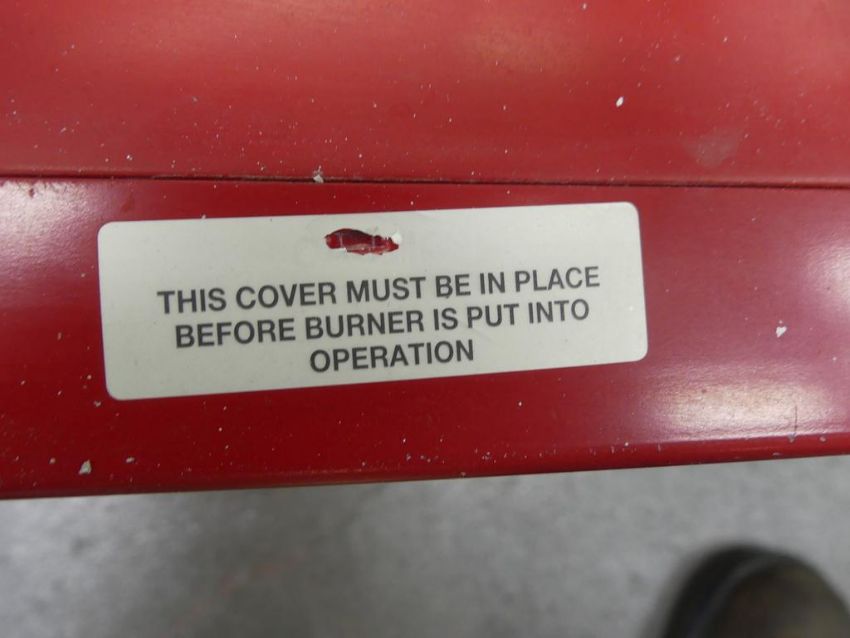 THIS COVER MUST BE IN PLACE
BEFORE BURNER IS PUT INTO
OPERATION